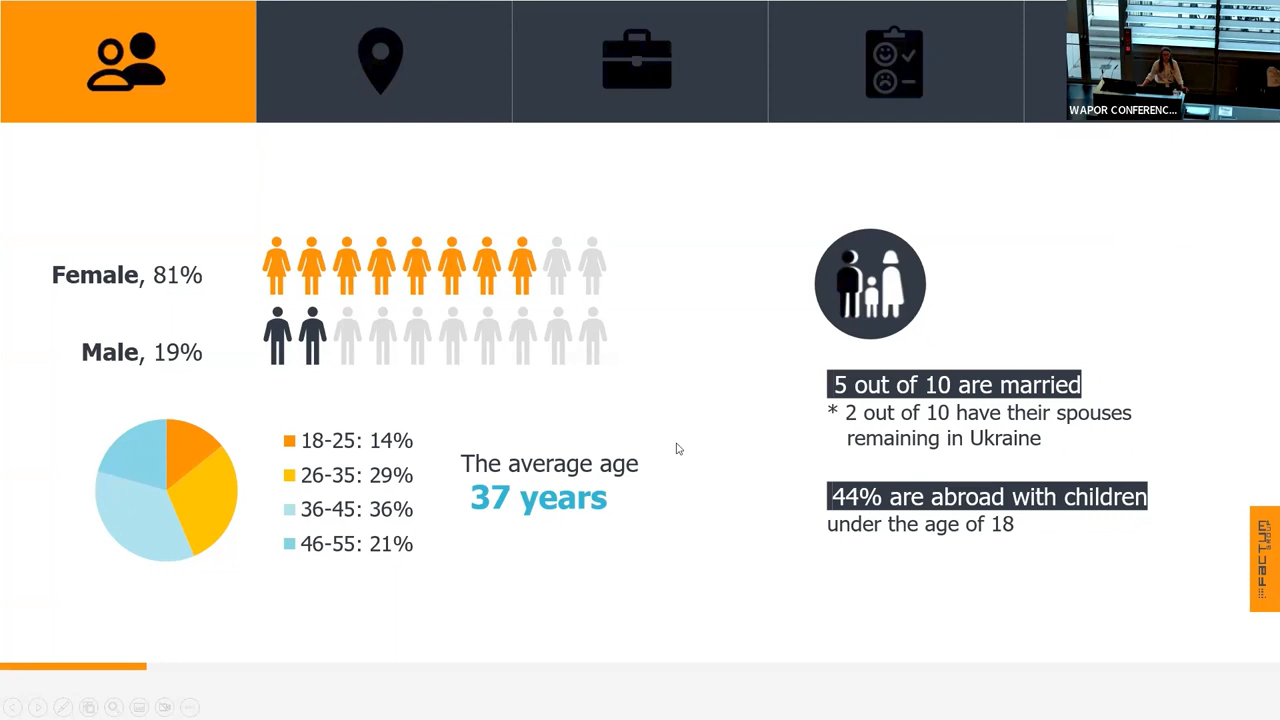 WAPOR CONFERENC...
Female, 81%
Male, 19%
18-25: 14%
26-35: 29%
36-45: 36%
46-55: 21%
The average age
37 years
5 out of 10 are married
* 2 out of 10 have their spouses
remaining in Ukraine
44% are abroad with children
under the age of 18
FACTUM
GROUP